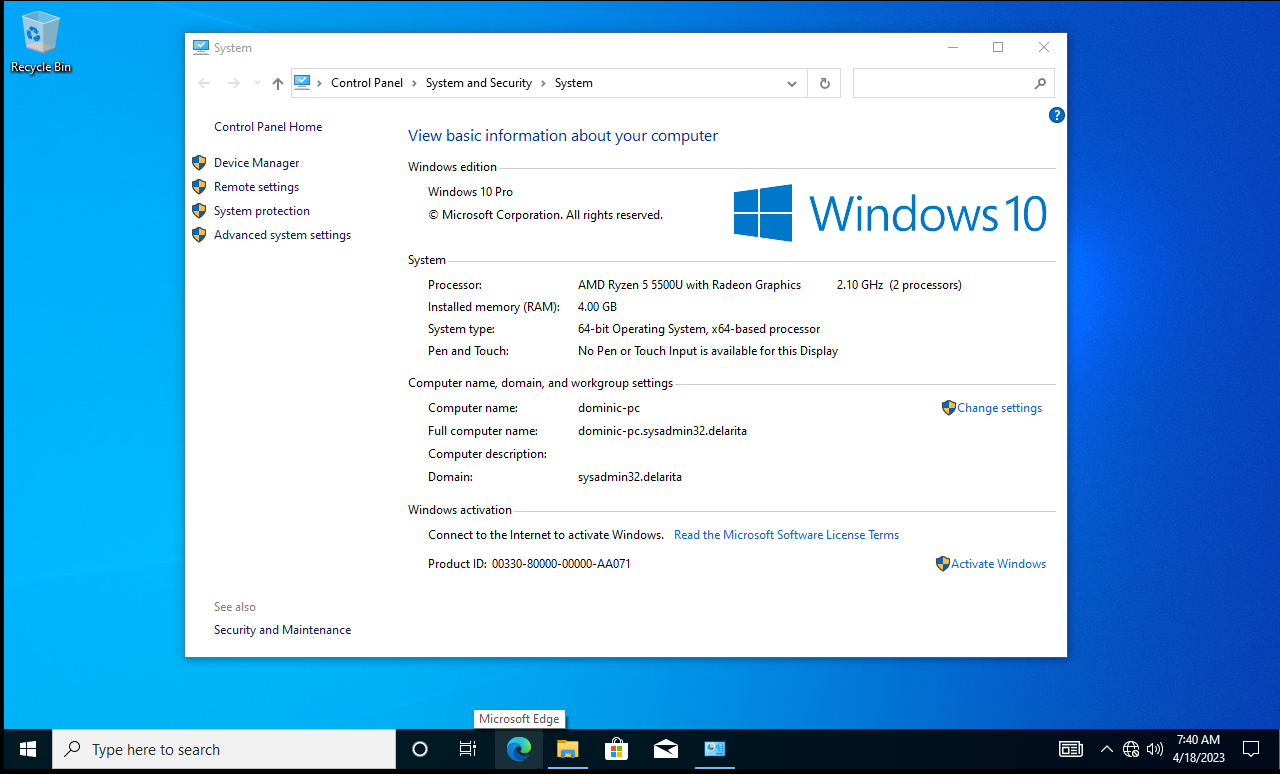 Recycle Bin
System
Control Panel > System and Security > System
?
Control Panel Home
Device Manager
Remote settings
System protection
Advanced system settings
View basic information about your computer
Windows edition
Windows 10 Pro
© Microsoft Corporation. All rights reserved.
Windows 10
System
Processor: AMD Ryzen 5 5500U with Radeon Graphics 2.10 GHz (2 processors)
Installed memory (RAM): 4.00 GB
System type: 64-bit Operating System, x64-based processor
Pen and Touch: No Pen or Touch Input is available for this Display
Computer name, domain, and workgroup settings
Computer name: dominic-pc Change settings
Full computer name: dominic-pc.sysadmin32.delarita
Computer description:
Domain: sysadmin32.delarita
Windows activation
Connect to the Internet to activate Windows. Read the Microsoft Software License Terms
Product ID: 00330-80000-00000-AA071 Activate Windows
See also
Security and Maintenance
Microsoft Edge
Type here to search
7:40 AM
4/18/2023